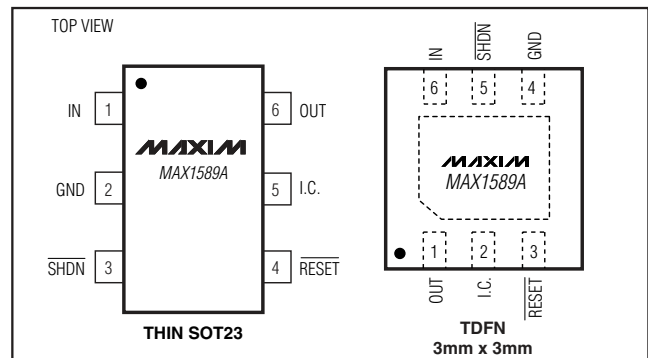 TOP VIEW
IN 1
6 OUT
MAXIM
MAX1589A
GND 2
5 I.C.
SHDN 3
4 RESET
THIN SOT23
IN
SHDN
GND
6 5 4
MAXIM
MAX1589A
1 2 3
OUT
I.C.
RESET
TDFN
3mm x 3mm